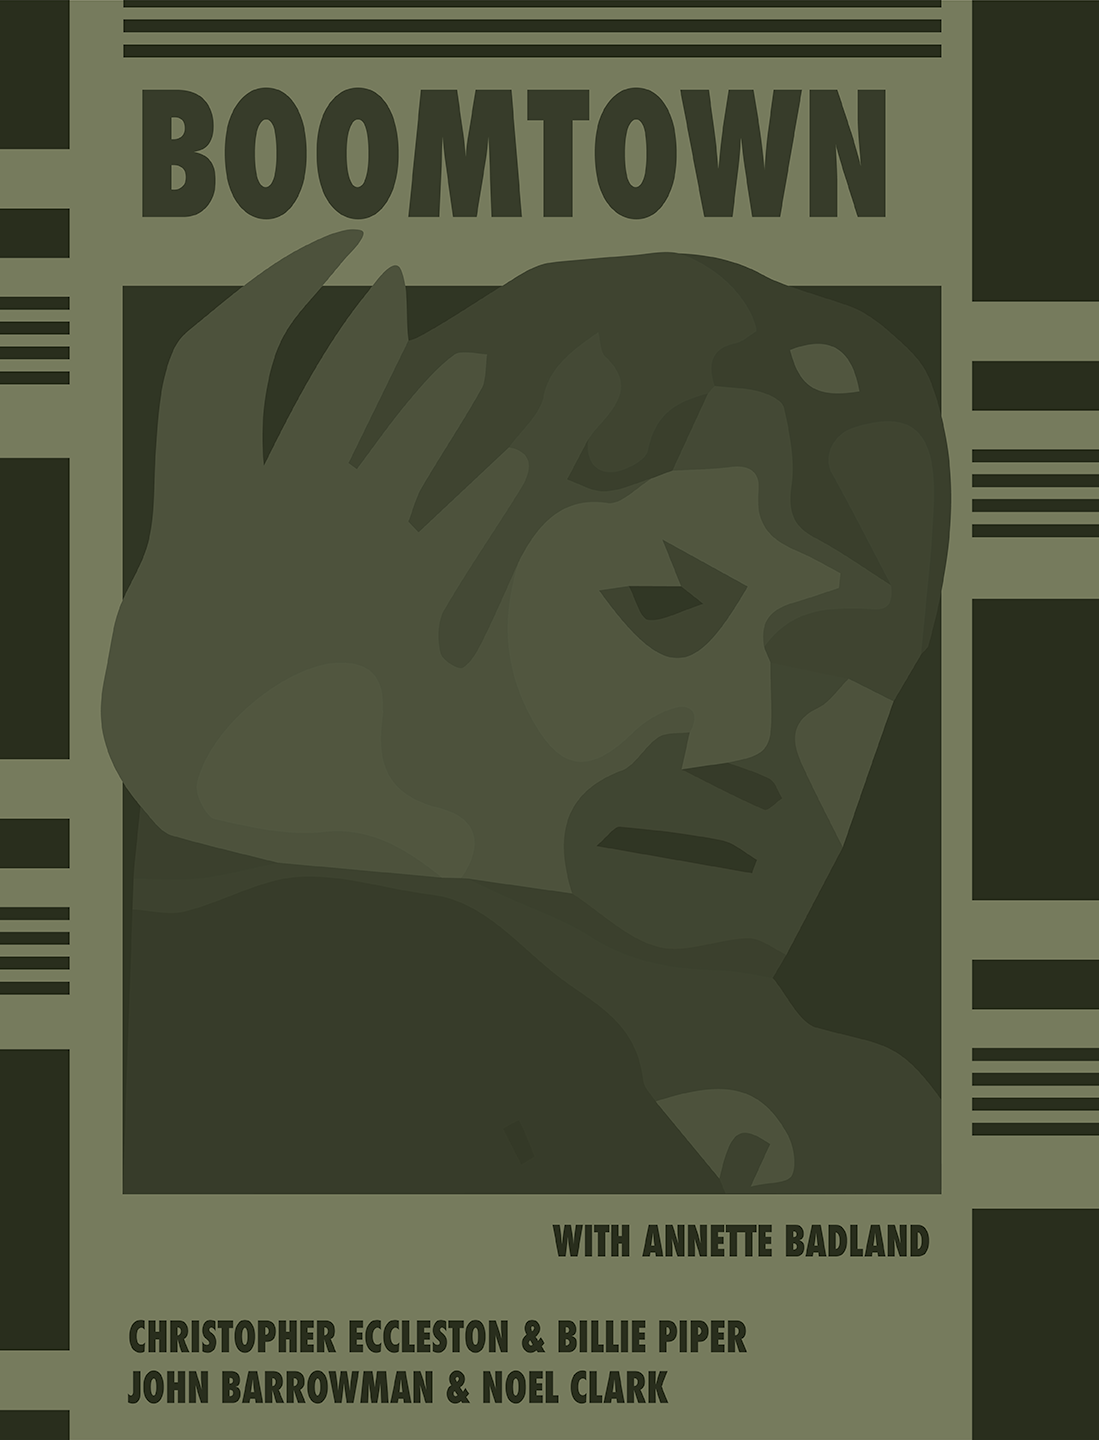 BOOMTOWN
WITH ANNETTE BADLAND
CHRISTOPHER ECCLESTON & BILLIE PIPER
JOHN BARROWMAN & NOEL CLARK